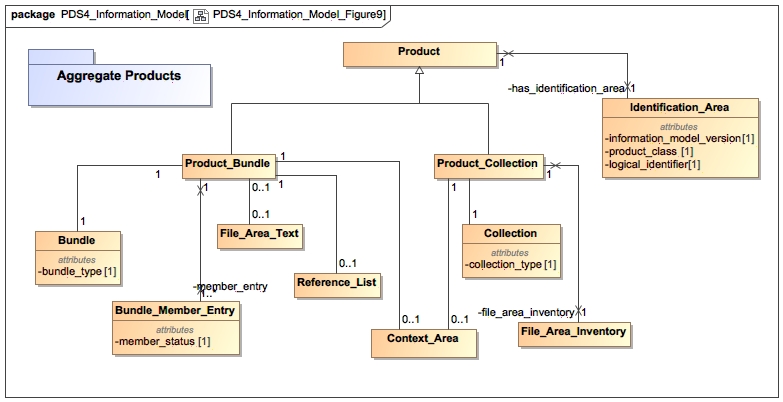 package PDS4_Information_Model[ PDS4_Information_Model_Figure9]
Aggregate Products
Product
1
-has_identification_area
1
Identification_Area
attributes
-information_model_version[1]
-product_class [1]
-logical_identifier[1]
Product_Bundle
1
1
1
0..1
1
Product_Collection
1
1
1
0..1
File_Area_Text
1
Bundle
attributes
-bundle_type [1]
1
Collection
attributes
-collection_type [1]
0..1
Reference_List
-member_entry
1..*
Bundle_Member_Entry
attributes
-member_status [1]
0..1
0..1
Context_Area
-file_area_inventory
1
File_Area_Inventory